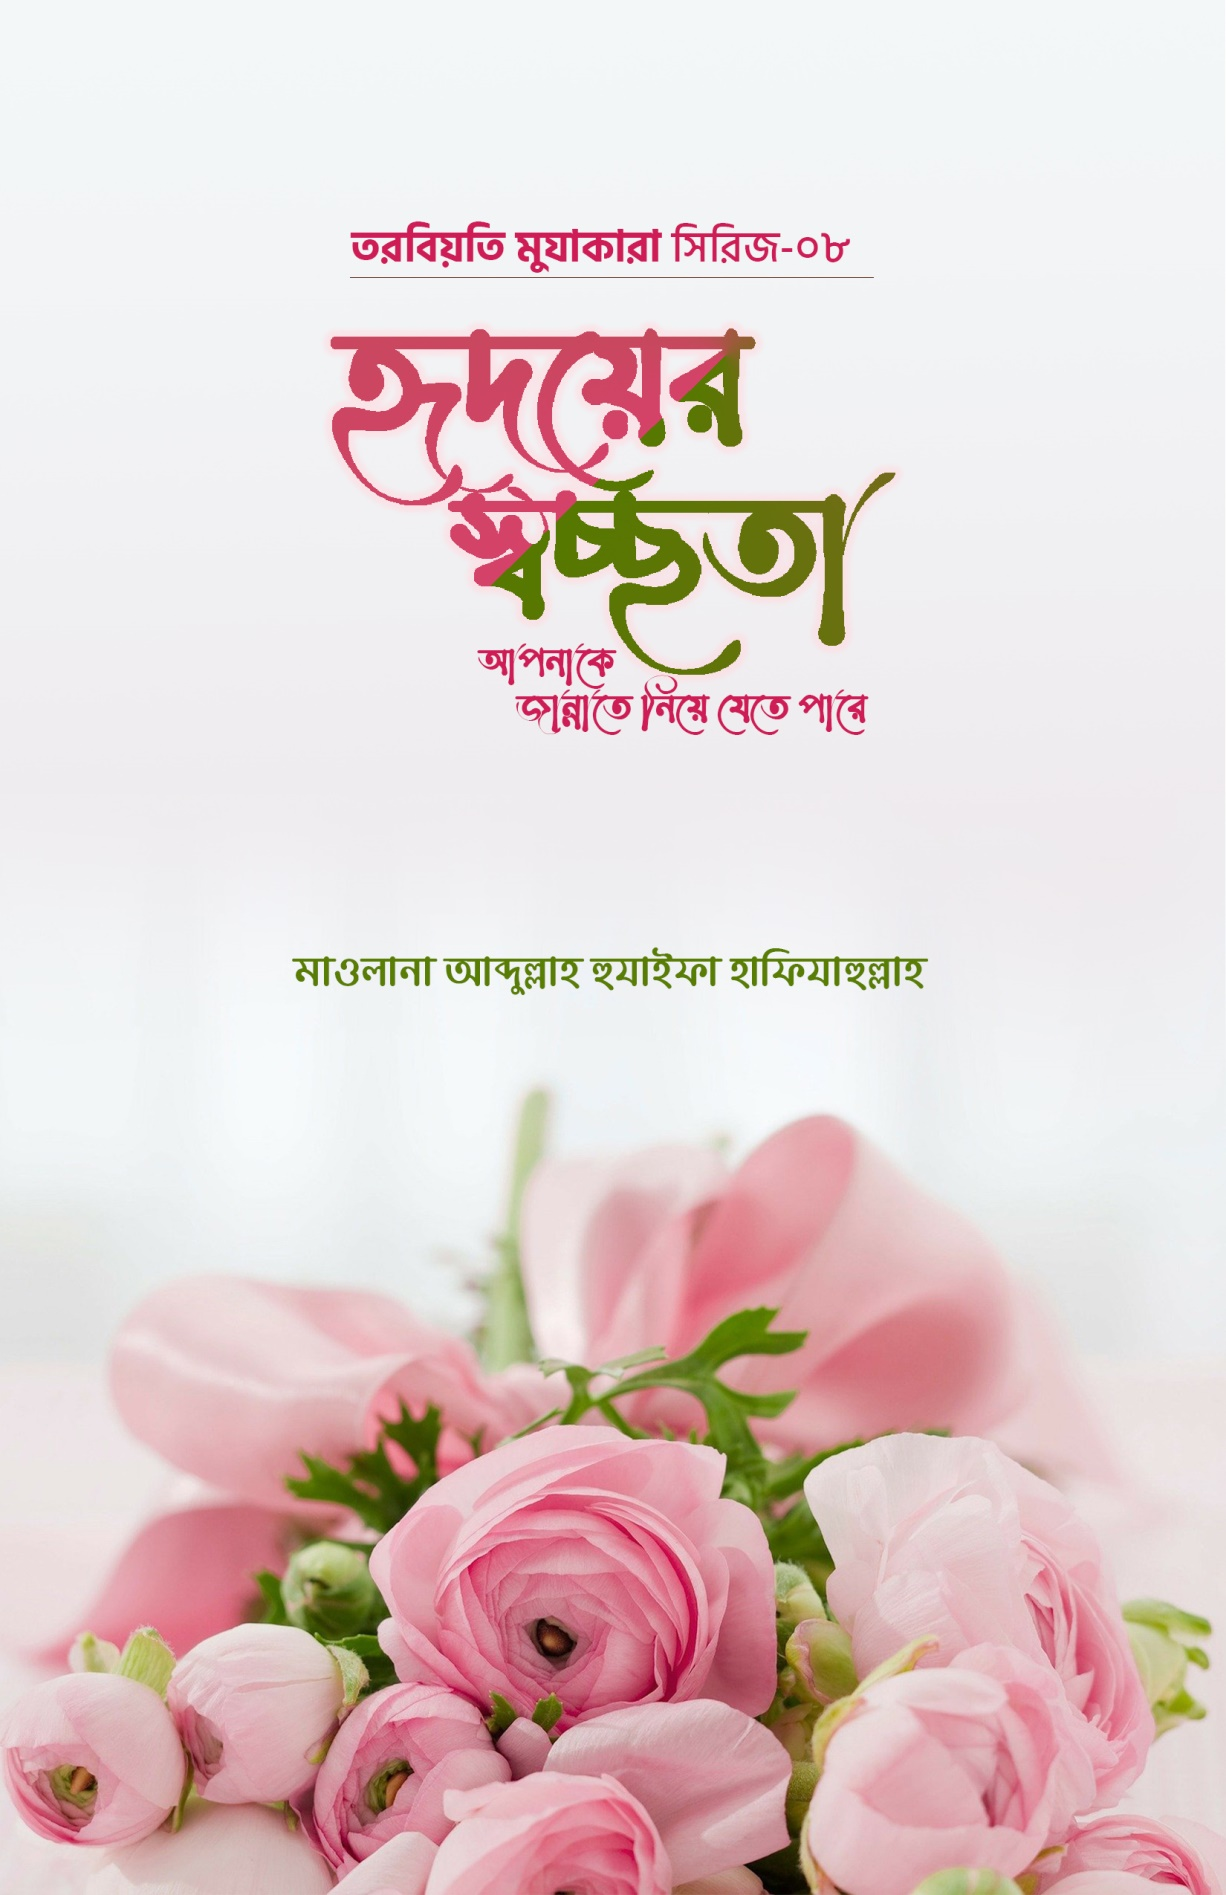 তরবিয়তি মুযাকারা সিরিজ-০৮
হৃদয়ের
স্বচ্ছতা
আপনাকে
জান্নাতে নিয়ে যেতে পারে
মাওলানা আব্দুল্লাহ হুযাইফা হাফিযাহুল্লাহ